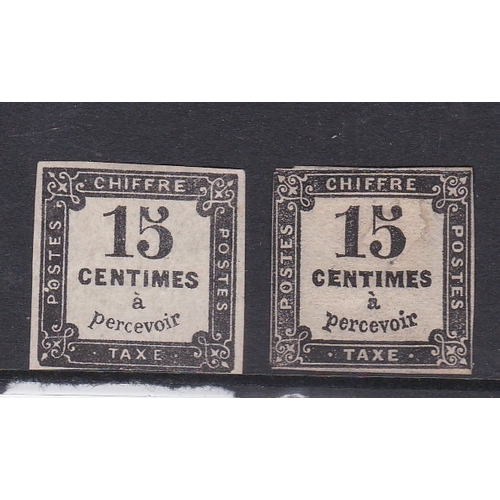 CHIFFRE
POSTES
15
CENTIMES
à
percevoir
POSTES
TAXE
CHIFFRE
POSTES
15
CENTIMES
à
percevoir
POSTES
TAXE